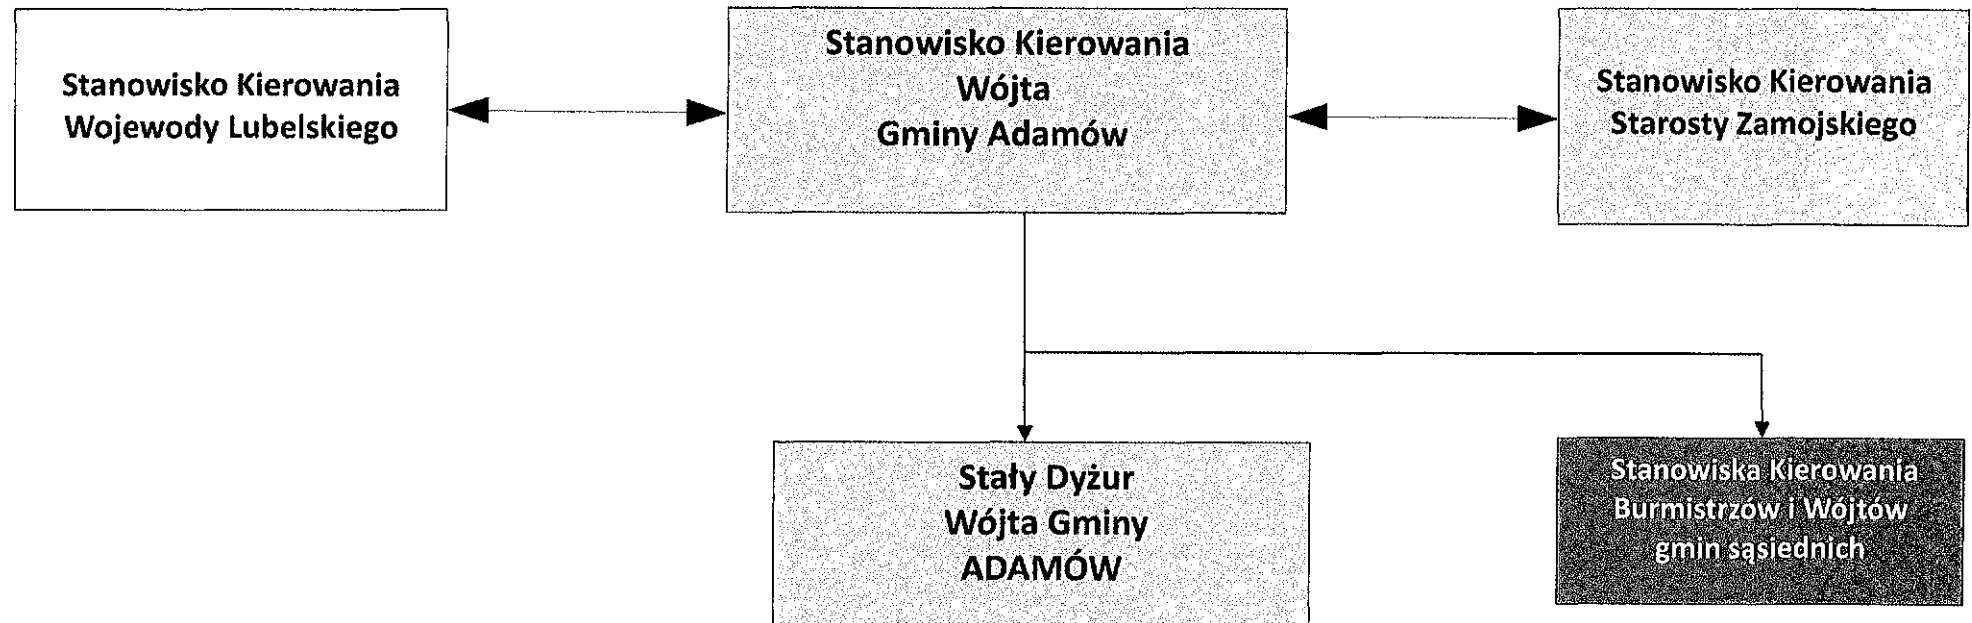 Stanowisko Kierowania
Wojewody Lubelskiego
Stanowisko Kierowania
Wójta
Gminy Adamów
Stanowisko Kierowania
Starosty Zamojskiego
Stały Dyżur
Wójta Gminy
ADAMÓW
Stanowiska Kierowania
Burmistrzów i Wójtów
gmin sąsiednich